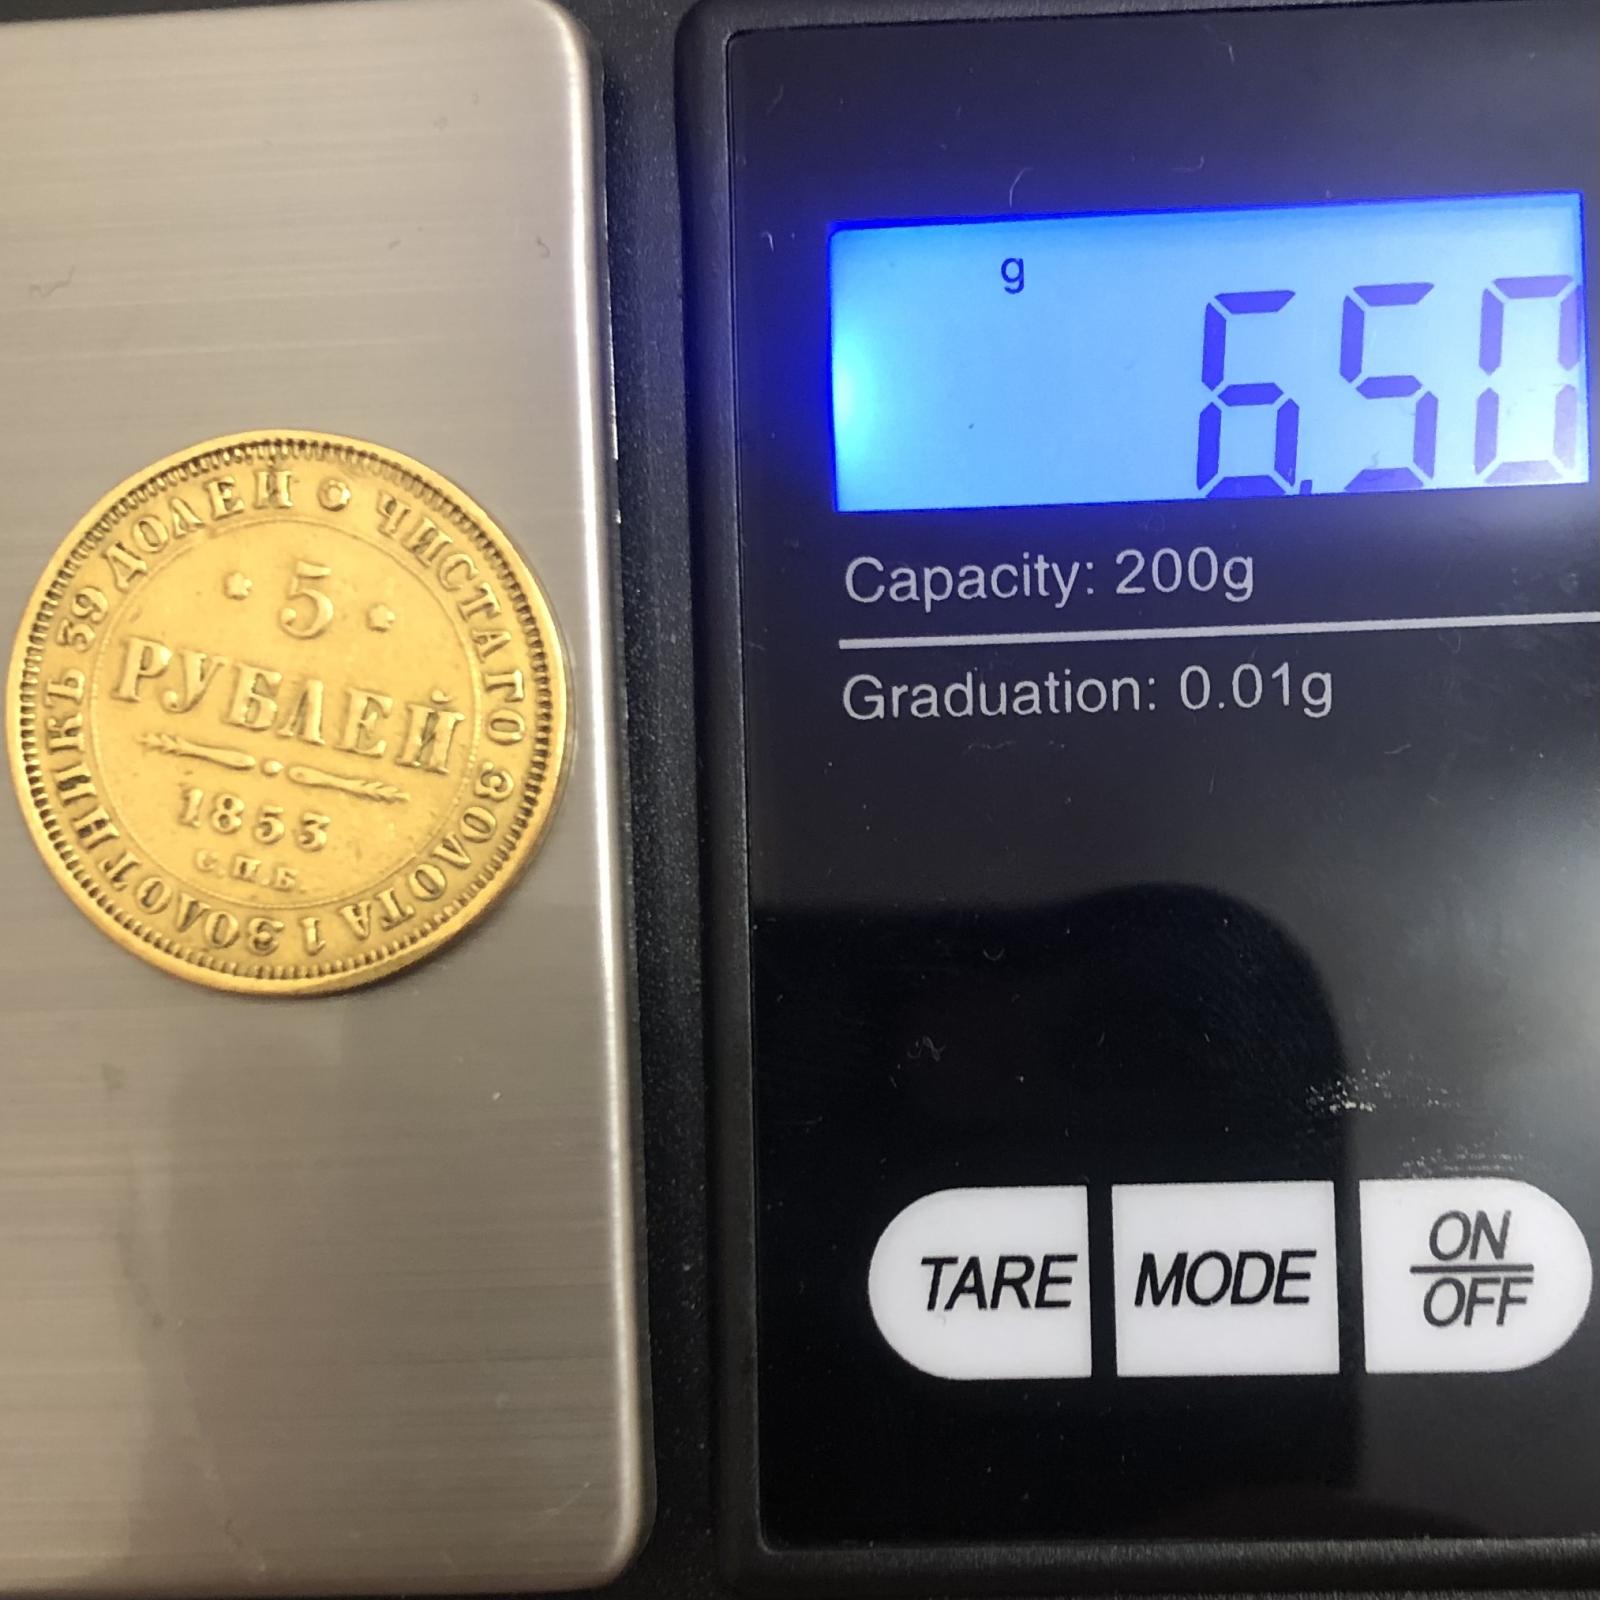 ЧИСТАГО ЗОЛОТА 1 ЗОЛОТНИКЪ 39 ДОЛЕЙ
5
РУБЛЕЙ
1853
С.П.Б.
g
6.50
Capacity: 200g
Graduation: 0.01g
TARE
MODE
ON
OFF